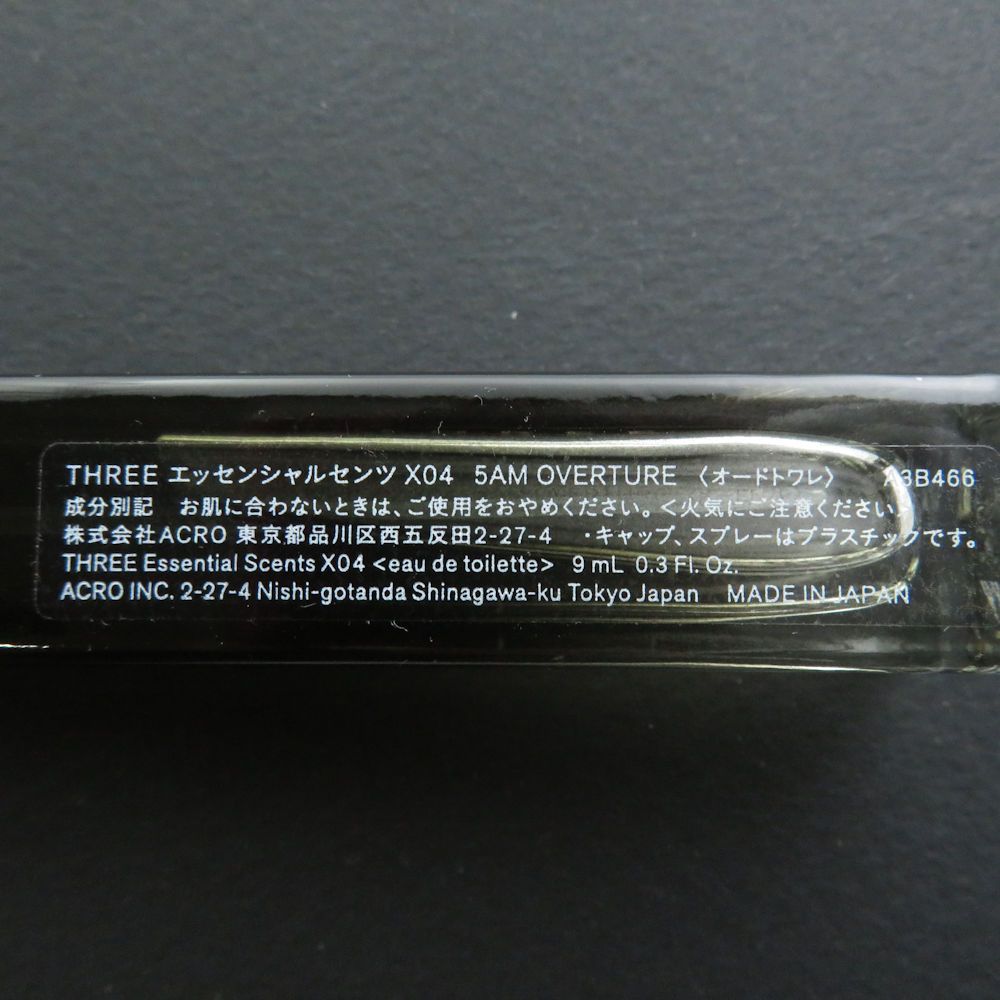 THREE エッセンシャルセンツ X04 5AM OVERTURE 〈オードトワレ〉 A3B466
成分別記 お肌に合わないときは、ご使用をおやめください。<火気にご注意ください>
株式会社ACRO 東京都品川区西五反田2-27-4 ・キャップ、スプレーはプラスチックです。
THREE Essential Scents X04 <eau de toilette> 9 mL 0.3 Fl. Oz.
ACRO INC. 2-27-4 Nishi-gotanda Shinagawa-ku Tokyo Japan MADE IN JAPAN